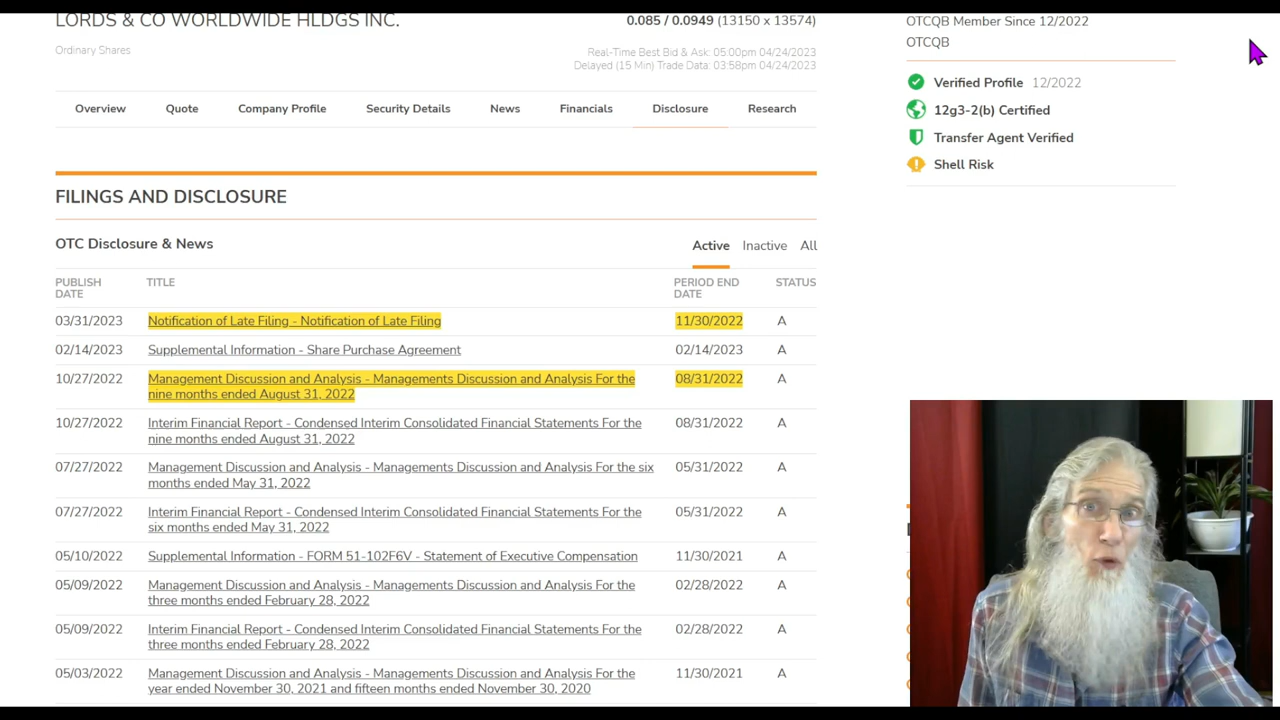 LORDS & CO WORLDWIDE HLDGS INC.
0.085 / 0.0949 (13150 x 13574)
Ordinary Shares
Real-Time Best Bid & Ask: 05:00pm 04/24/2023
Delayed (15 Min) Trade Data: 03:58pm 04/24/2023
Overview Quote Company Profile Security Details News Financials Disclosure Research
FILINGS AND DISCLOSURE
OTC Disclosure & News
Active Inactive All
PUBLISH DATE TITLE PERIOD END DATE STATUS
03/31/2023 Notification of Late Filing - Notification of Late Filing 11/30/2022 A
02/14/2023 Supplemental Information - Share Purchase Agreement 02/14/2023 A
10/27/2022 Management Discussion and Analysis - Managements Discussion and Analysis For the 08/31/2022 A
nine months ended August 31, 2022
10/27/2022 Interim Financial Report - Condensed Interim Consolidated Financial Statements For the 08/31/2022 A
nine months ended August 31, 2022
07/27/2022 Management Discussion and Analysis - Managements Discussion and Analysis For the six 05/31/2022 A
months ended May 31, 2022
07/27/2022 Interim Financial Report - Condensed Interim Consolidated Financial Statements For the 05/31/2022 A
six months ended May 31, 2022
05/10/2022 Supplemental Information - FORM 51-102F6V - Statement of Executive Compensation 11/30/2021 A
05/09/2022 Management Discussion and Analysis - Managements Discussion and Analysis For the 02/28/2022 A
three months ended February 28, 2022
05/09/2022 Interim Financial Report - Condensed Interim Consolidated Financial Statements For the 02/28/2022 A
three months ended February 28, 2022
05/03/2022 Management Discussion and Analysis - Managements Discussion and Analysis For the 11/30/2021 A
year ended November 30, 2021 and fifteen months ended November 30, 2020
OTCQB Member Since 12/2022
OTCQB
Verified Profile 12/2022
12g3-2(b) Certified
Transfer Agent Verified
Shell Risk